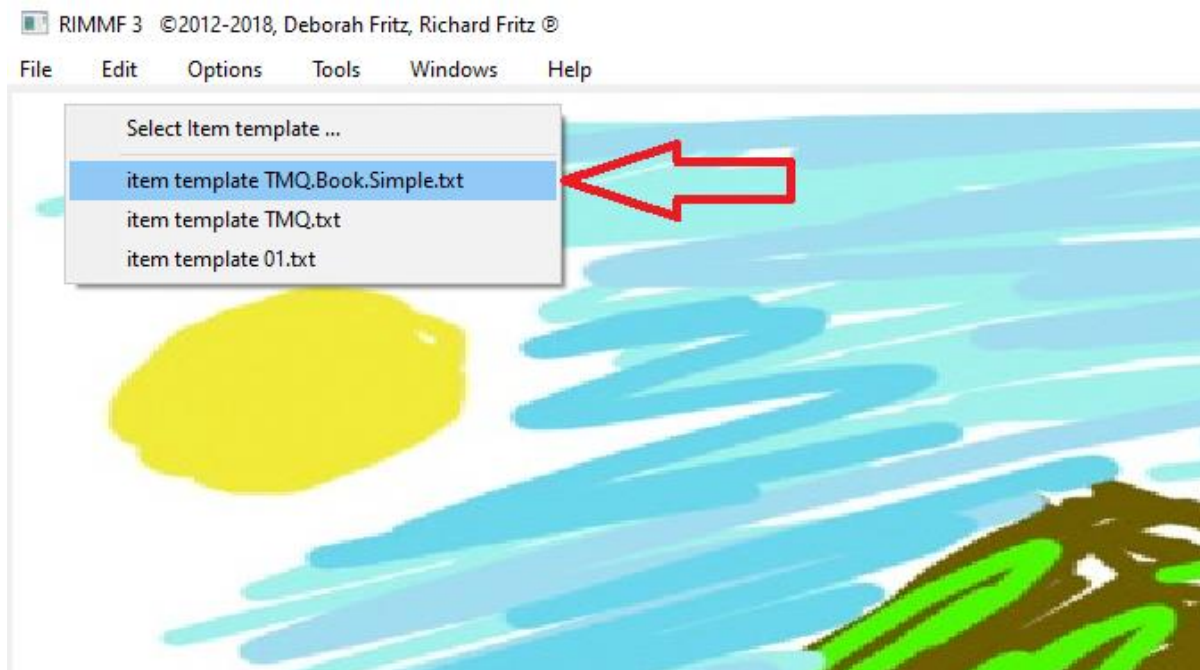 RIMMF 3 ©2012-2018, Deborah Fritz, Richard Fritz ®
File Edit Options Tools Windows Help
Select Item template ...
item template TMQ.Book.Simple.txt
item template TMQ.txt
item template 01.txt